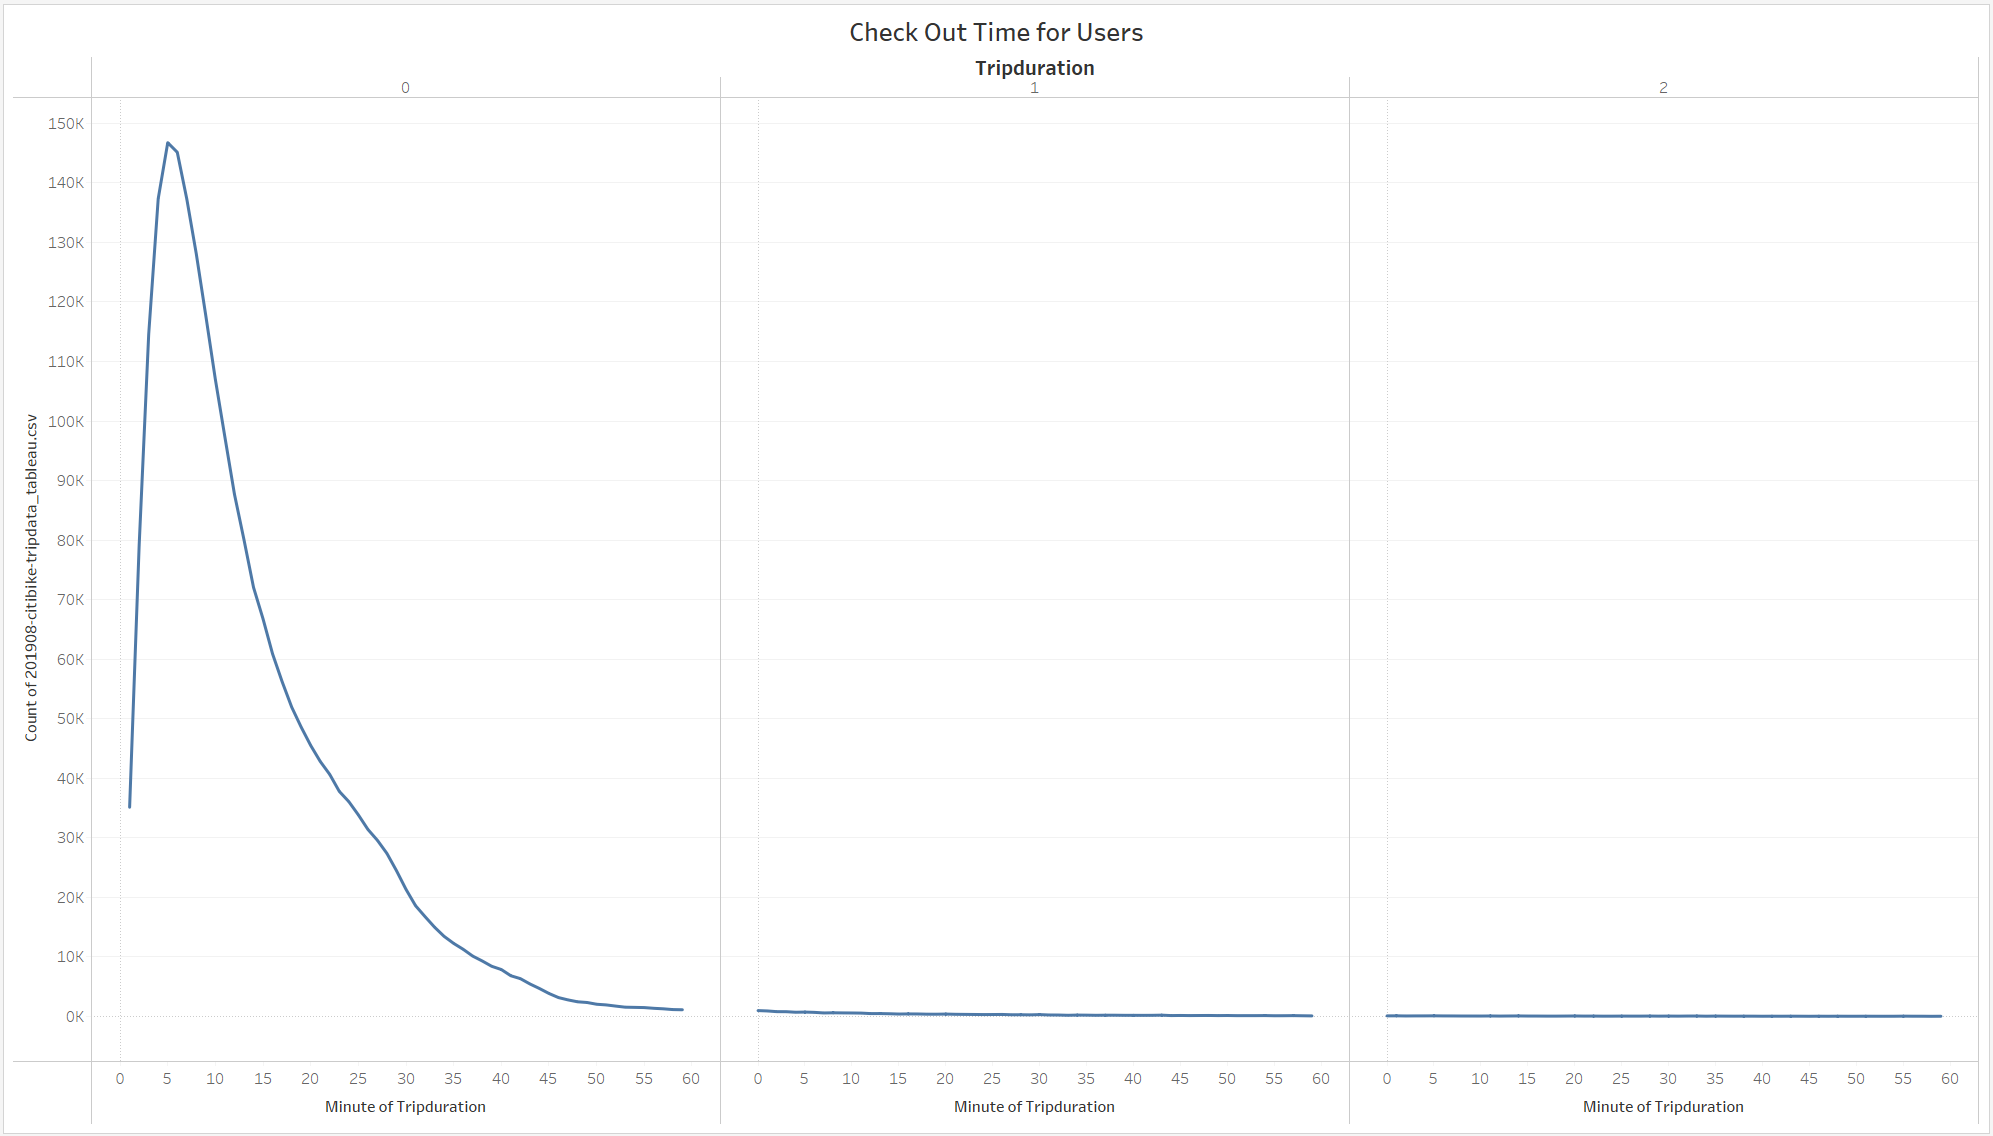 Check Out Time for Users
Tripduration
0 1 2
Count of 201908-citibike-tripdata_tableau.csv
150K
140K
130K
120K
110K
100K
90K
80K
70K
60K
50K
40K
30K
20K
10K
0K
0 5 10 15 20 25 30 35 40 45 50 55 60
0 5 10 15 20 25 30 35 40 45 50 55 60
0 5 10 15 20 25 30 35 40 45 50 55 60
Minute of Tripduration
Minute of Tripduration
Minute of Tripduration